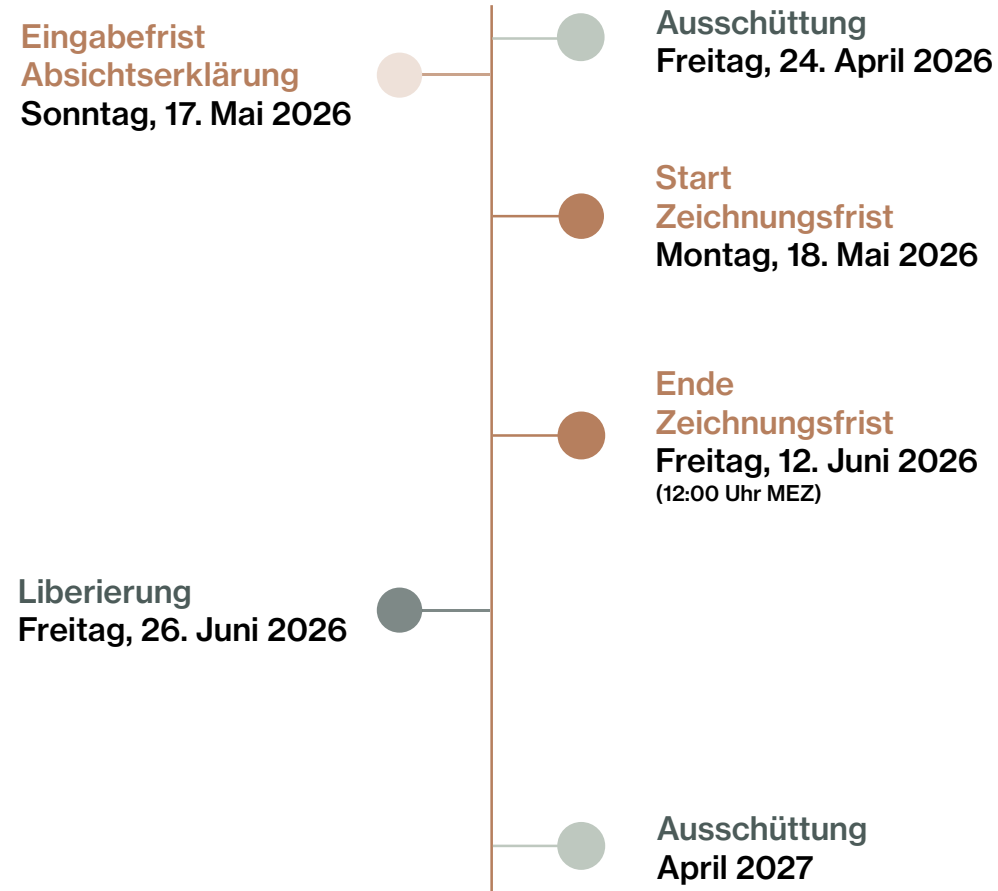 Ausschüttung
Freitag, 24. April 2026
Eingabefrist
Absichtserklärung
Sonntag, 17. Mai 2026
Start
Zeichnungsfrist
Montag, 18. Mai 2026
Ende
Zeichnungsfrist
Freitag, 12. Juni 2026
(12:00 Uhr MEZ)
Liberierung
Freitag, 26. Juni 2026
Ausschüttung
April 2027